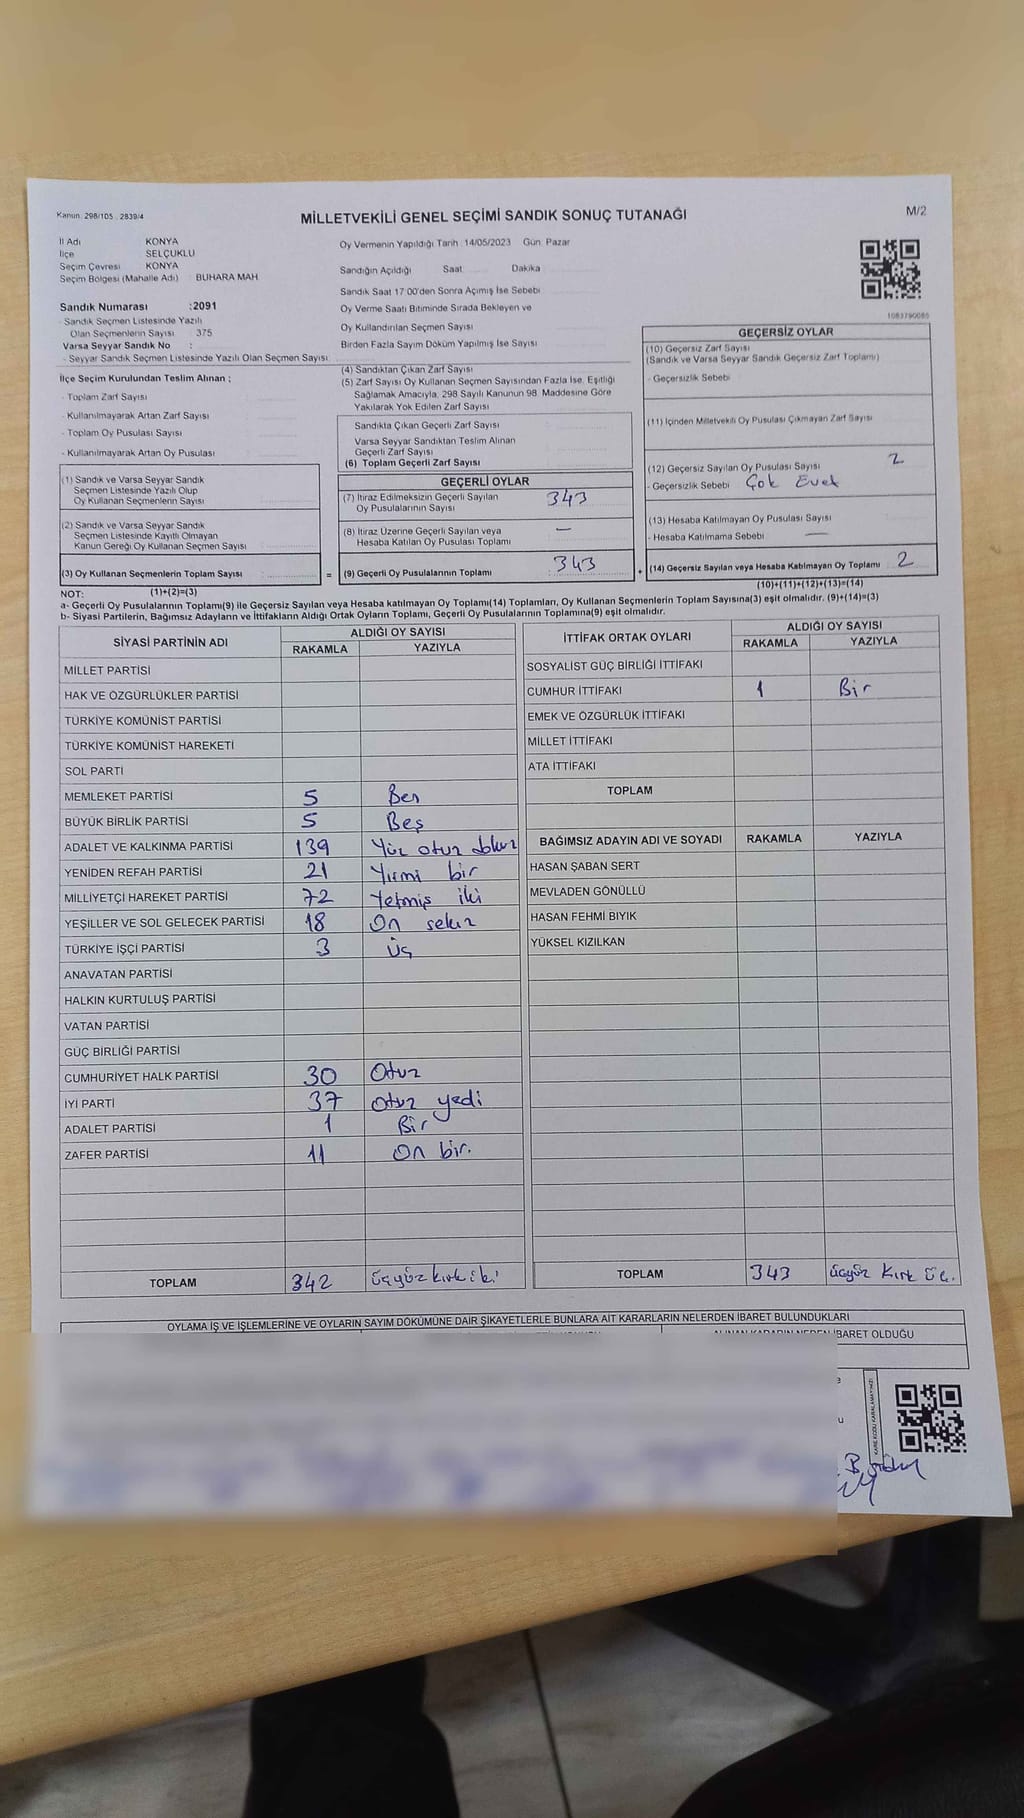 Kanun: 298/105 - 2839/4
MİLLETVEKİLİ GENEL SEÇİMİ SANDIK SONUÇ TUTANAĞI
M/2
İl Adı KONYA
İlçe SELÇUKLU
Seçim Çevresi KONYA
Seçim Bölgesi (Mahalle Adı) : BUHARA MAH
Oy Vermenin Yapıldığı Tarih :14/05/2023 Gün: Pazar
Sandığın Açıldığı Saat Dakika
Sandık Saat 17:00'den Sonra Açımış İse Sebebi
Sandık Numarası :2091
- Sandık Seçmen Listesinde Yazılı
Olan Seçmenlerin Sayısı 375
Varsa Seyyar Sandık No :
- Seyyar Sandık Seçmen Listesinde Yazılı Olan Seçmen Sayısı
Oy Verme Saati Bitiminde Sırada Bekleyen ve
Oy Kullandırılan Seçmen Sayısı
Birden Fazla Sayım Döküm Yapılmış İse Sayısı
1083790085
İlçe Seçim Kurulundan Teslim Alınan ;
- Toplam Zarf Sayısı
- Kullanılmayarak Artan Zarf Sayısı
- Toplam Oy Pusulası Sayısı
- Kullanılmayarak Artan Oy Pusulası
(4) Sandıktan Çıkan Zarf Sayısı
(5) Zarf Sayısı Oy Kullanan Seçmen Sayısından Fazla İse, Eşitliği
Sağlamak Amacıyla, 298 Sayılı Kanunun 98. Maddesine Göre
Yakılarak Yok Edilen Zarf Sayısı
Sandıkta Çıkan Geçerli Zarf Sayısı
Varsa Seyyar Sandıktan Teslim Alınan
Geçerli Zarf Sayısı
(6) Toplam Geçerli Zarf Sayısı
GEÇERSİZ OYLAR
(10) Geçersiz Zarf Sayısı
(Sandık ve Varsa Seyyar Sandık Geçersiz Zarf Toplamı)
- Geçersizlik Sebebi
(11) İçinden Milletvekili Oy Pusulası Çıkmayan Zarf Sayısı
(12) Geçersiz Sayılan Oy Pusulası Sayısı 2
- Geçersizlik Sebebi Çok Evet
(13) Hesaba Katılmayan Oy Pusulası Sayısı
- Hesaba Katılmama Sebebi —
(14) Geçersiz Sayılan veya Hesaba Katılmayan Oy Toplamı 2
(10)+(11)+(12)+(13)=(14)
(1) Sandık ve Varsa Seyyar Sandık
Seçmen Listesinde Yazılı Olup
Oy Kullanan Seçmenlerin Sayısı
(2) Sandık ve Varsa Seyyar Sandık
Seçmen Listesinde Kayıtlı Olmayan
Kanun Gereği Oy Kullanan Seçmen Sayısı
(3) Oy Kullanan Seçmenlerin Toplam Sayısı =
GEÇERLİ OYLAR
(7) İtiraz Edilmeksizin Geçerli Sayılan
Oy Pusulalarının Sayısı 343
(8) İtiraz Üzerine Geçerli Sayılan veya
Hesaba Katılan Oy Pusulası Toplamı —
(9) Geçerli Oy Pusulalarının Toplamı 343 +
NOT: (1)+(2)=(3)
a- Geçerli Oy Pusulalarının Toplamı(9) ile Geçersiz Sayılan veya Hesaba katılmayan Oy Toplamı(14) Toplamları, Oy Kullanan Seçmenlerin Toplam Sayısına(3) eşit olmalıdır. (9)+(14)=(3)
b- Siyasi Partilerin, Bağımsız Adayların ve İttifakların Aldığı Ortak Oyların Toplamı, Geçerli Oy Pusulalarının Toplamına(9) eşit olmalıdır.
SİYASİ PARTİNİN ADI ALDIĞI OY SAYISI
RAKAMLA YAZIYLA
MİLLET PARTİSİ
HAK VE ÖZGÜRLÜKLER PARTİSİ
TÜRKİYE KOMÜNİST PARTİSİ
TÜRKİYE KOMÜNİST HAREKETİ
SOL PARTİ
MEMLEKET PARTİSİ 5 Beş
BÜYÜK BİRLİK PARTİSİ 5 Beş
ADALET VE KALKINMA PARTİSİ 139 Yüz otuz dokuz
YENİDEN REFAH PARTİSİ 21 Yirmi bir
MİLLİYETÇİ HAREKET PARTİSİ 72 Yetmiş iki
YEŞİLLER VE SOL GELECEK PARTİSİ 18 On sekiz
TÜRKİYE İŞÇİ PARTİSİ 3 üç
ANAVATAN PARTİSİ
HALKIN KURTULUŞ PARTİSİ
VATAN PARTİSİ
GÜÇ BİRLİĞİ PARTİSİ
CUMHURİYET HALK PARTİSİ 30 Otuz
İYİ PARTİ 37 Otuz yedi
ADALET PARTİSİ 1 Bir
ZAFER PARTİSİ 11 On bir.
TOPLAM 342 üçyüz kırk iki
İTTİFAK ORTAK OYLARI ALDIĞI OY SAYISI
RAKAMLA YAZIYLA
SOSYALİST GÜÇ BİRLİĞİ İTTİFAKI
CUMHUR İTTİFAKI 1 Bir
EMEK VE ÖZGÜRLÜK İTTİFAKI
MİLLET İTTİFAKI
ATA İTTİFAKI
TOPLAM
BAĞIMSIZ ADAYIN ADI VE SOYADI RAKAMLA YAZIYLA
HASAN ŞABAN SERT
MEVLADEN GÖNÜLLÜ
HASAN FEHMİ BIYIK
YÜKSEL KIZILKAN
TOPLAM 343 üçyüz Kırk üç.
OYLAMA İŞ VE İŞLEMLERİNE VE OYLARIN SAYIM DÖKÜMÜNE DAİR ŞİKAYETLERLE BUNLARA AİT KARARLARIN NELERDEN İBARET BULUNDUKLARI
İBARET OLDUĞU
KARE KODU KARALAMAYINIZ!